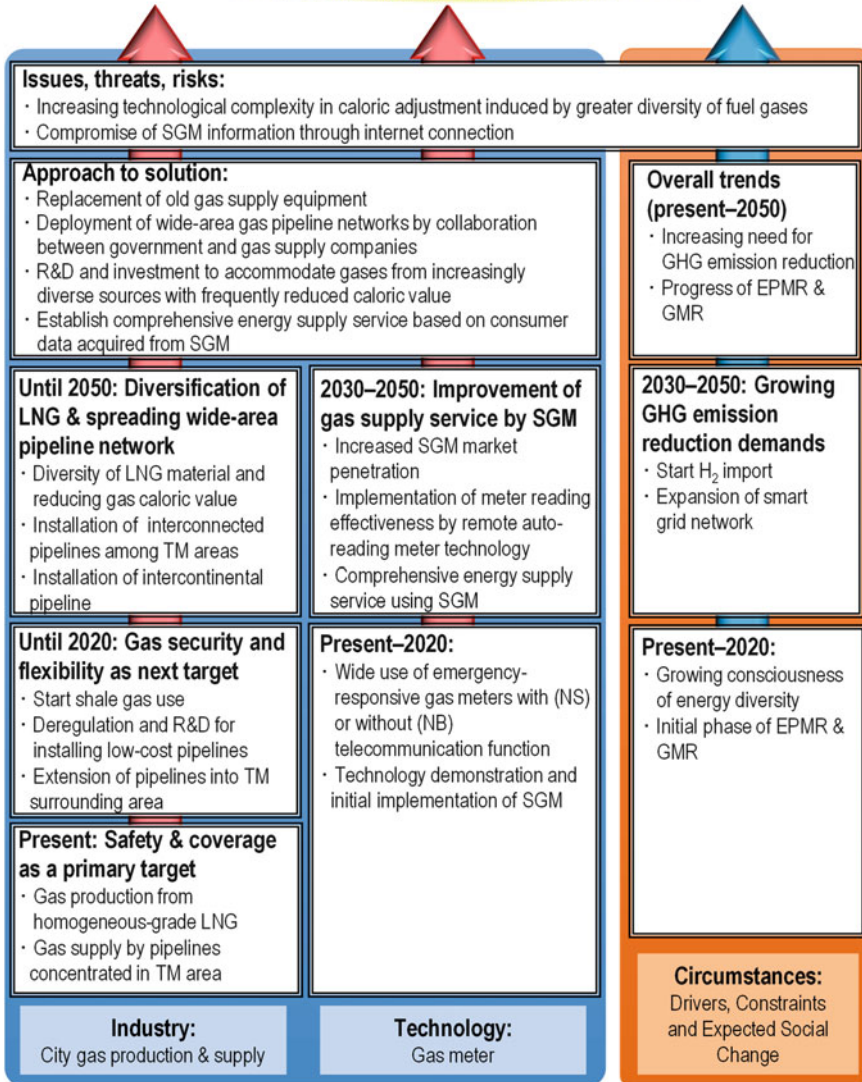 Issues, threats, risks:
· Increasing technological complexity in caloric adjustment induced by greater diversity of fuel gases
· Compromise of SGM information through internet connection
Approach to solution:
· Replacement of old gas supply equipment
· Deployment of wide-area gas pipeline networks by collaboration
between government and gas supply companies
· R&D and investment to accommodate gases from increasingly
diverse sources with frequently reduced caloric value
· Establish comprehensive energy supply service based on consumer
data acquired from SGM
Overall trends
(present–2050)
· Increasing need for
GHG emission reduction
· Progress of EPMR &
GMR
Until 2050: Diversification of
LNG & spreading wide-area
pipeline network
· Diversity of LNG material and
reducing gas caloric value
· Installation of interconnected
pipelines among TM areas
· Installation of intercontinental
pipeline
2030–2050: Improvement of
gas supply service by SGM
· Increased SGM market
penetration
· Implementation of meter reading
effectiveness by remote auto-
reading meter technology
· Comprehensive energy supply
service using SGM
2030–2050: Growing
GHG emission
reduction demands
· Start H₂ import
· Expansion of smart
grid network
Until 2020: Gas security and
flexibility as next target
· Start shale gas use
· Deregulation and R&D for
installing low-cost pipelines
· Extension of pipelines into TM
surrounding area
Present–2020:
· Wide use of emergency-
responsive gas meters with (NS)
or without (NB)
telecommunication function
· Technology demonstration and
initial implementation of SGM
Present–2020:
· Growing consciousness
of energy diversity
· Initial phase of EPMR &
GMR
Present: Safety & coverage
as a primary target
· Gas production from
homogeneous-grade LNG
· Gas supply by pipelines
concentrated in TM area
Industry:
City gas production & supply
Technology:
Gas meter
Circumstances:
Drivers, Constraints
and Expected Social
Change